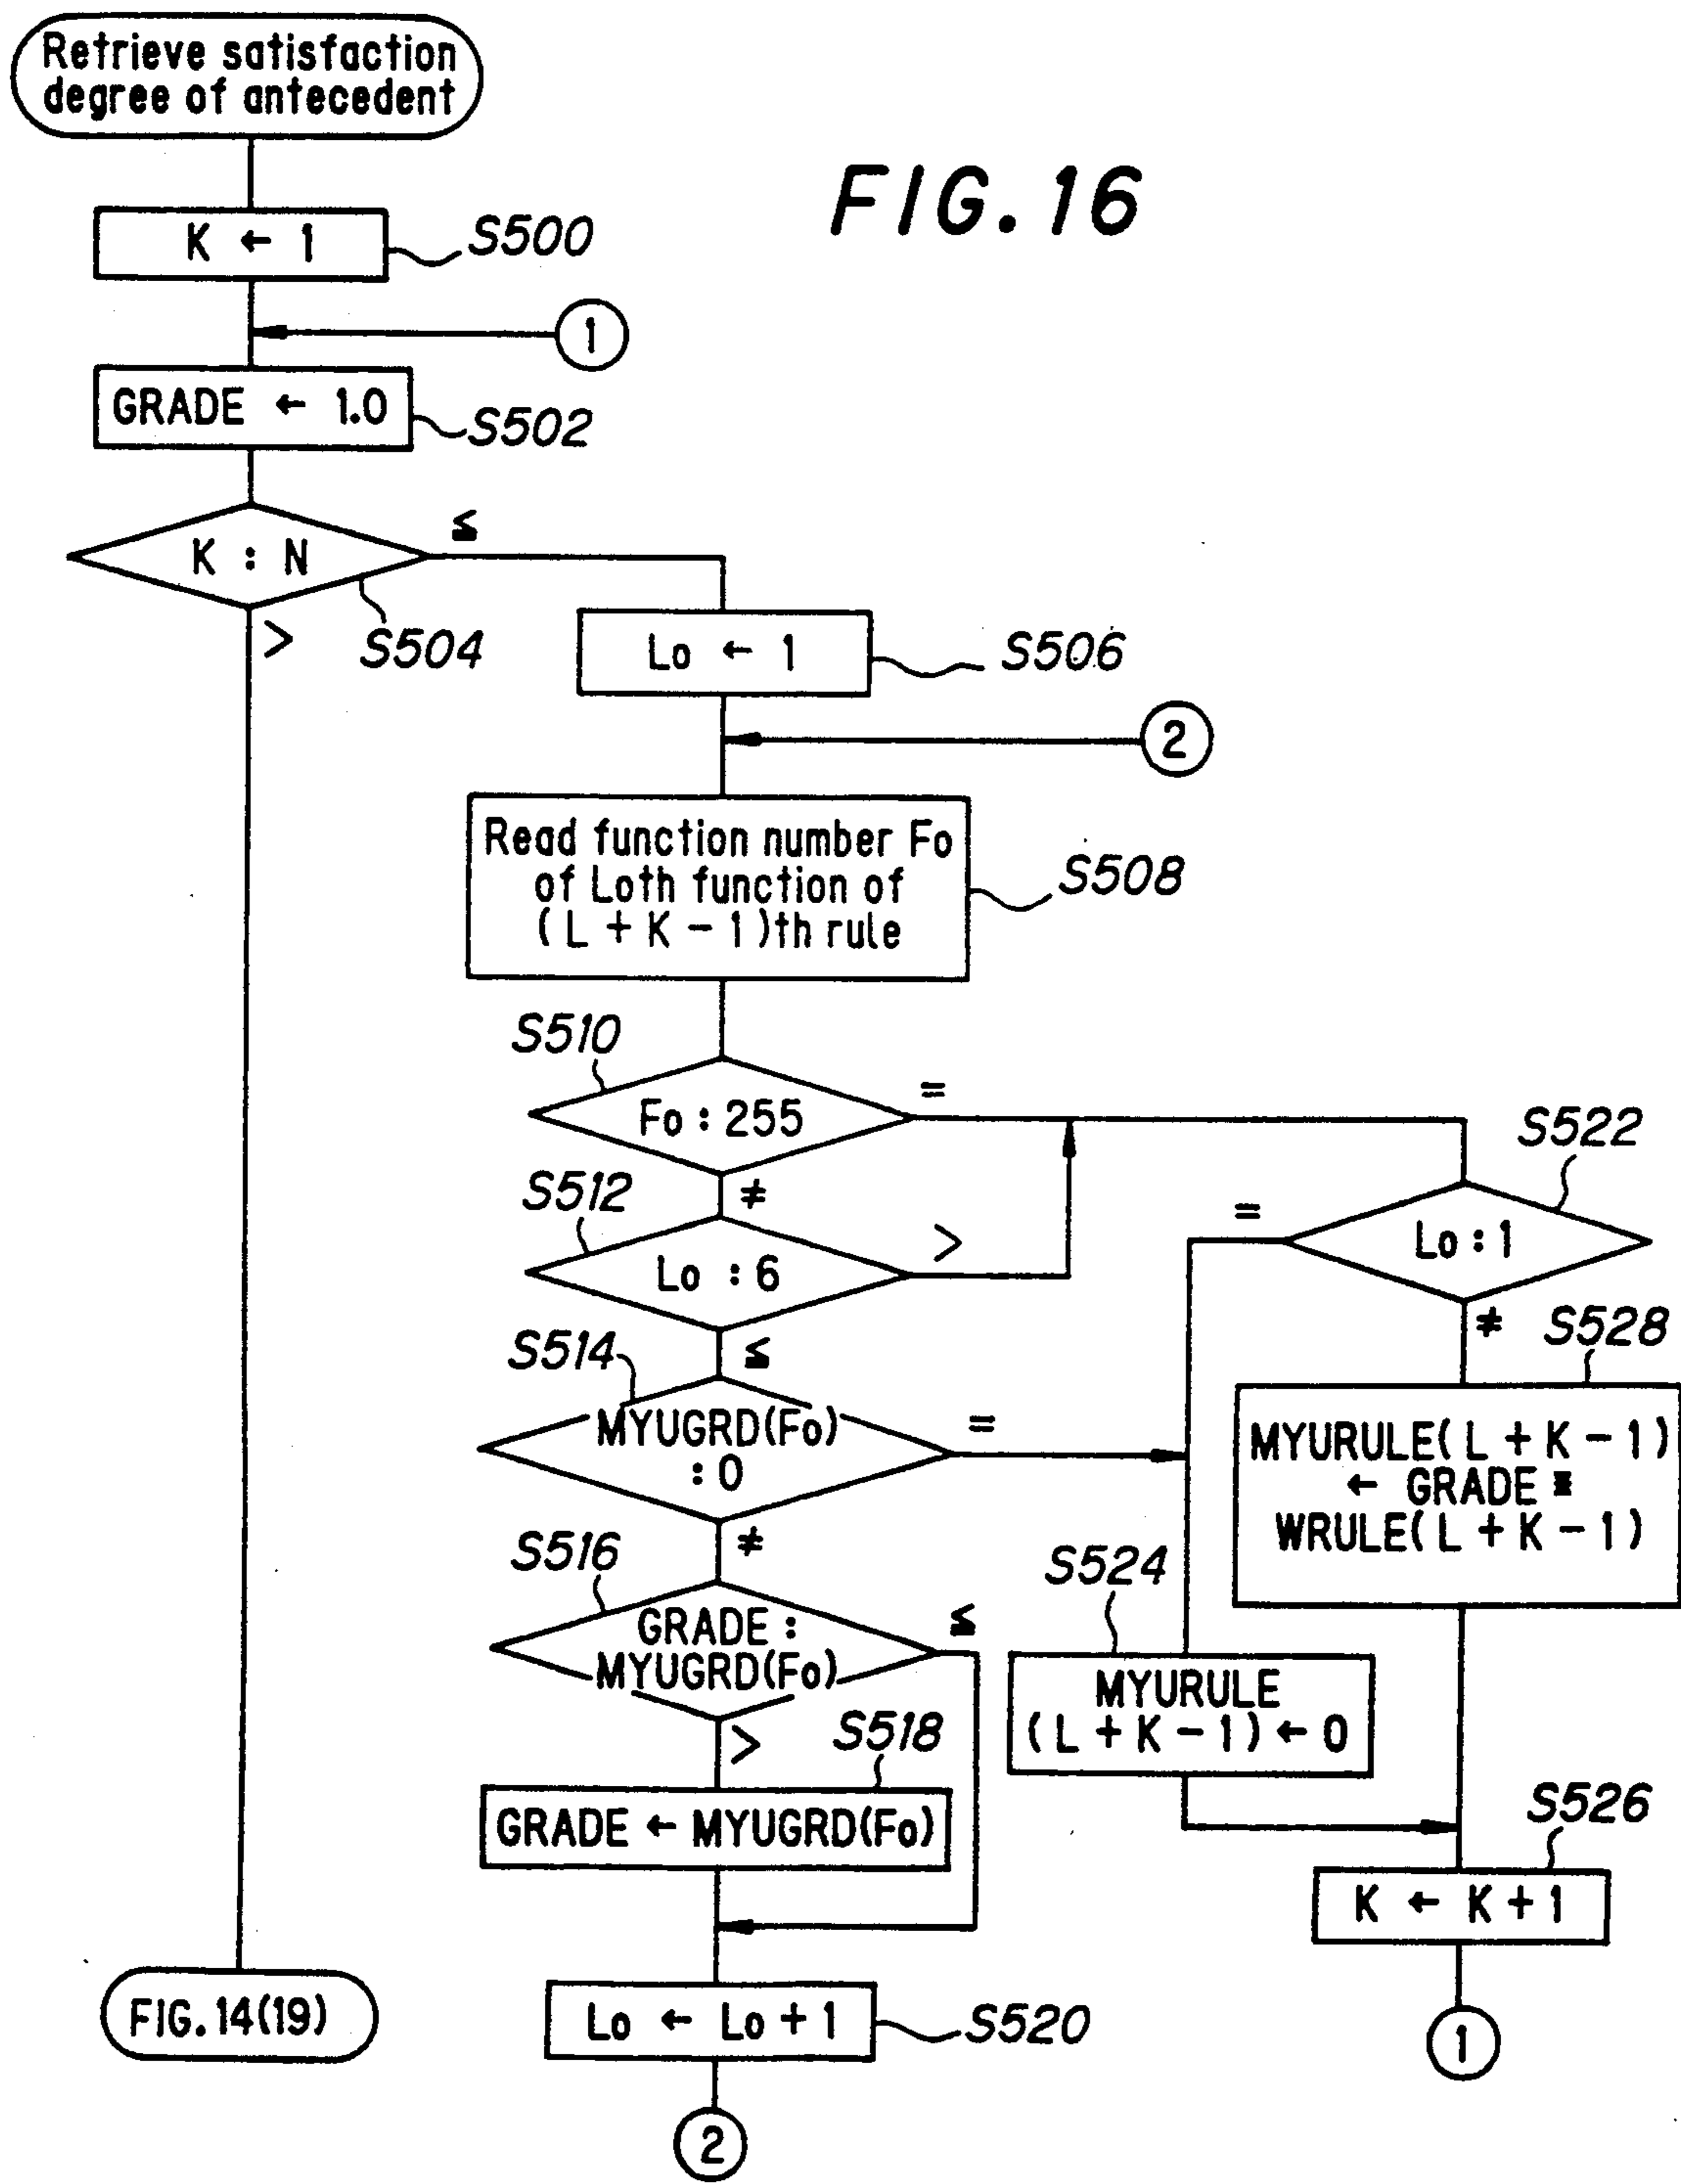 Retrieve satisfaction
degree of antecedent
FIG. 16
K ← 1
S500
1
GRADE ← 1.0
S502
K : N
≦
>
S504
Lo ← 1
S506
2
Read function number Fo
of Loth function of
(L + K - 1)th rule
S508
S510
Fo : 255
=
≠
S512
Lo : 6
>
≦
S522
Lo : 1
=
≠
S514
MYUGRD(Fo)
: 0
=
≠
S528
MYURULE(L + K - 1)
← GRADE *
WRULE(L + K - 1)
S516
GRADE :
MYUGRD(Fo)
≦
>
S524
MYURULE
(L + K - 1) ← 0
S518
GRADE ← MYUGRD(Fo)
S526
K ← K + 1
1
Lo ← Lo + 1
S520
2
FIG. 14(19)